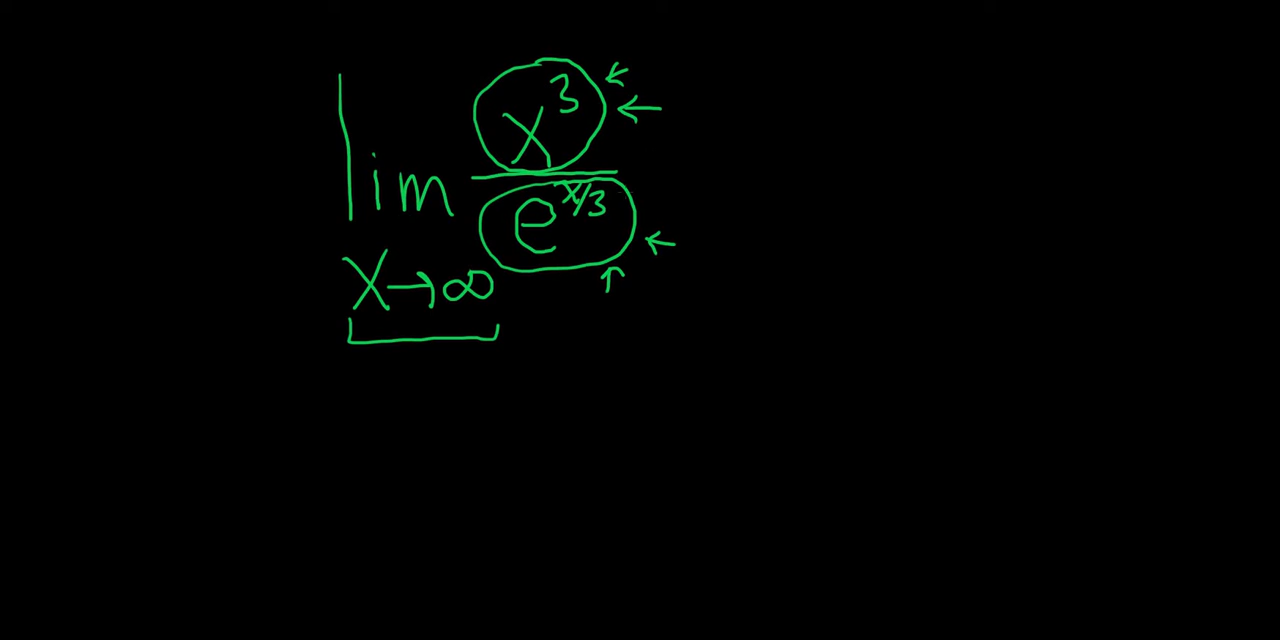 lim x³ / e^(x/3)
x→∞